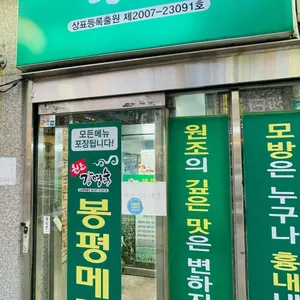 상표등록출원 제2007-23091호
모든메뉴
포장됩니다!
원조
봉평메
원조의 깊은 맛은 변하지
모방은 누구나 흉내